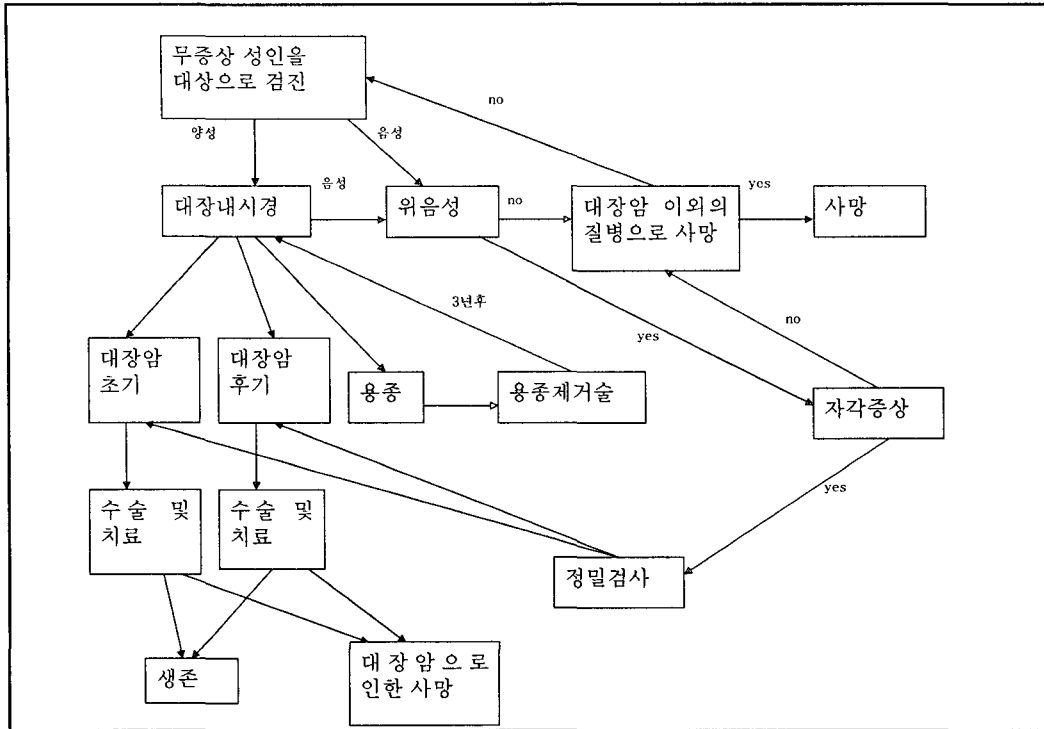 무증상 성인을
대상으로 검진
no
양성
음성
대장내시경
음성
위음성
no
대장암 이외의
질병으로 사망
yes
사망
3년후
yes
no
대장암
초기
대장암
후기
용종
용종제거술
자각증상
yes
수술 및
치료
수술 및
치료
정밀검사
생존
대장암으로
인한 사망